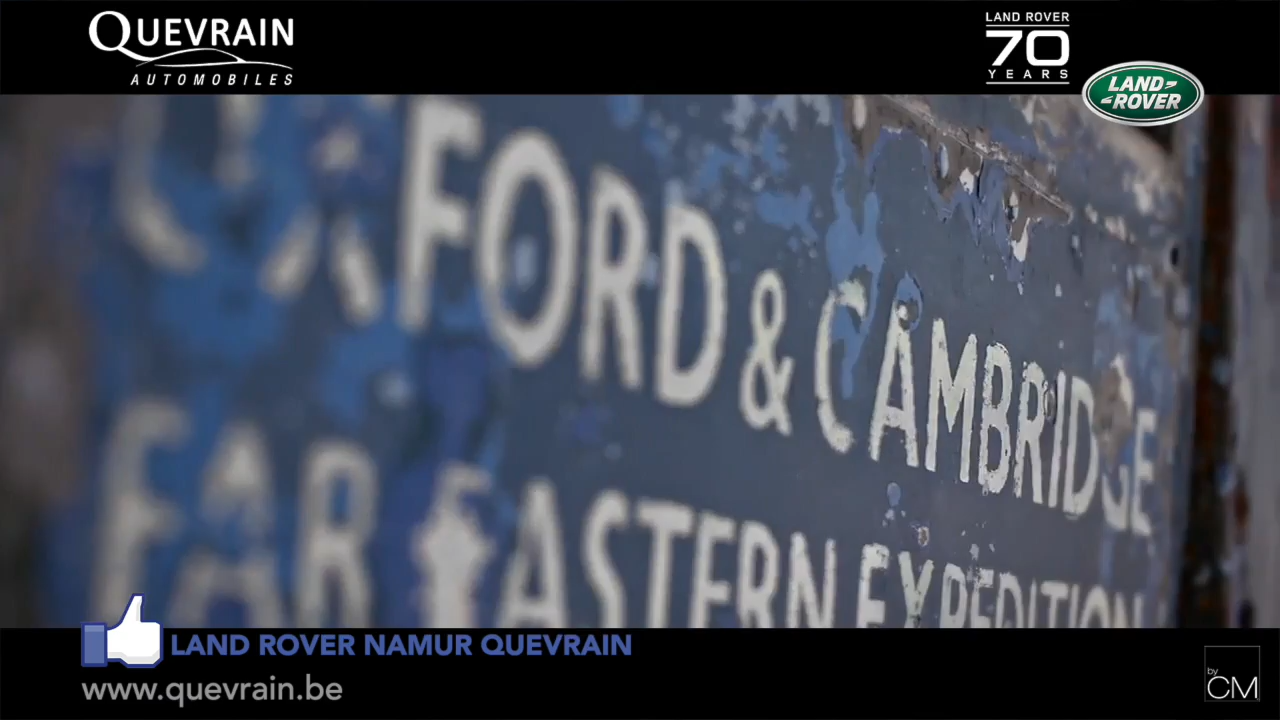 QUEVRAIN
AUTOMOBILES
LAND ROVER
70
YEARS
LAND-
-ROVER
OXFORD & CAMBRIDGE
FAR EASTERN EXPEDITION
LAND ROVER NAMUR QUEVRAIN
www.quevrain.be
by
CM